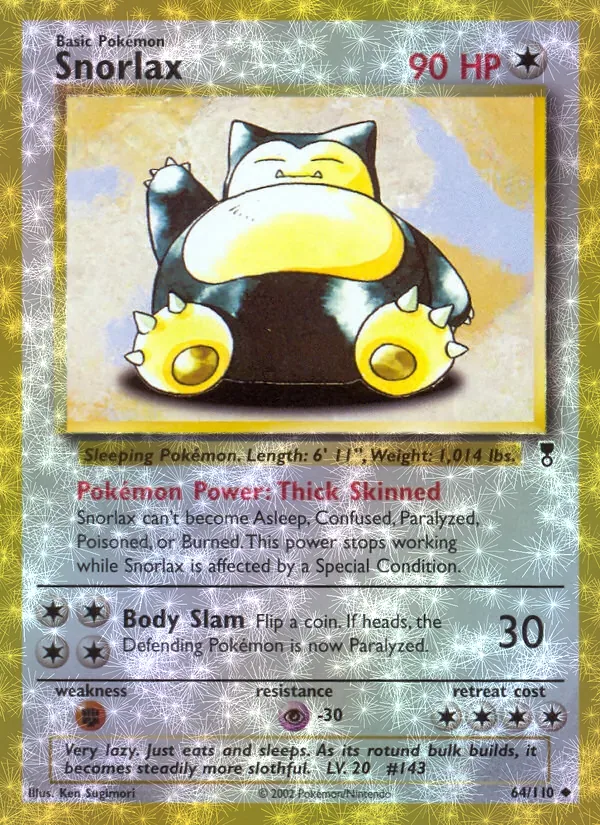 Basic Pokémon
Snorlax 90 HP
Sleeping Pokémon. Length: 6' 11", Weight: 1,014 lbs.
Pokémon Power: Thick Skinned
Snorlax can't become Asleep, Confused, Paralyzed,
Poisoned, or Burned. This power stops working
while Snorlax is affected by a Special Condition.
Body Slam Flip a coin. If heads, the 30
Defending Pokémon is now Paralyzed.
weakness resistance retreat cost
-30
Very lazy. Just eats and sleeps. As its rotund bulk builds, it
becomes steadily more slothful. LV. 20 #143
Illus. Ken Sugimori © 2002 Pokémon/Nintendo 64/110